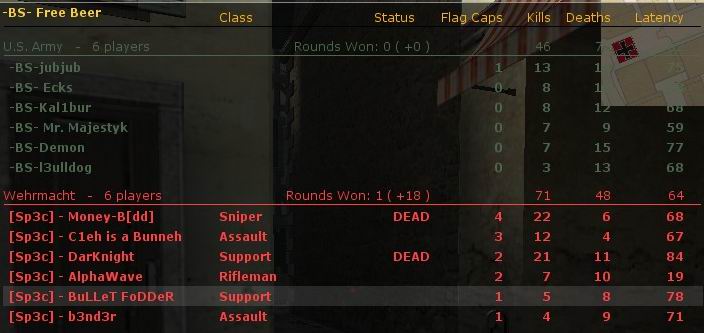 -BS- Free Beer Class Status Flag Caps Kills Deaths Latency
U.S. Army - 6 players Rounds Won: 0 ( +0 ) 46
-BS-jubjub 1 13
-BS- Ecks 0 8
-BS-Kal1bur 0 8 12 68
-BS- Mr. Majestyk 0 7 9 59
-BS-Demon 0 7 15 77
-BS-l3ulldog 0 3 13 68
Wehrmacht - 6 players Rounds Won: 1 ( +18 ) 71 48 64
[Sp3c] - Money-B[dd] Sniper DEAD 4 22 6 68
[Sp3c] - C1eh is a Bunneh Assault 3 12 4 67
[Sp3c] - DarKnight Support DEAD 2 21 11 84
[Sp3c] - AlphaWave Rifleman 2 7 10 19
[Sp3c] - BuLLeT FoDDeR Support 1 5 8 78
[Sp3c] - b3nd3r Assault 1 4 9 71